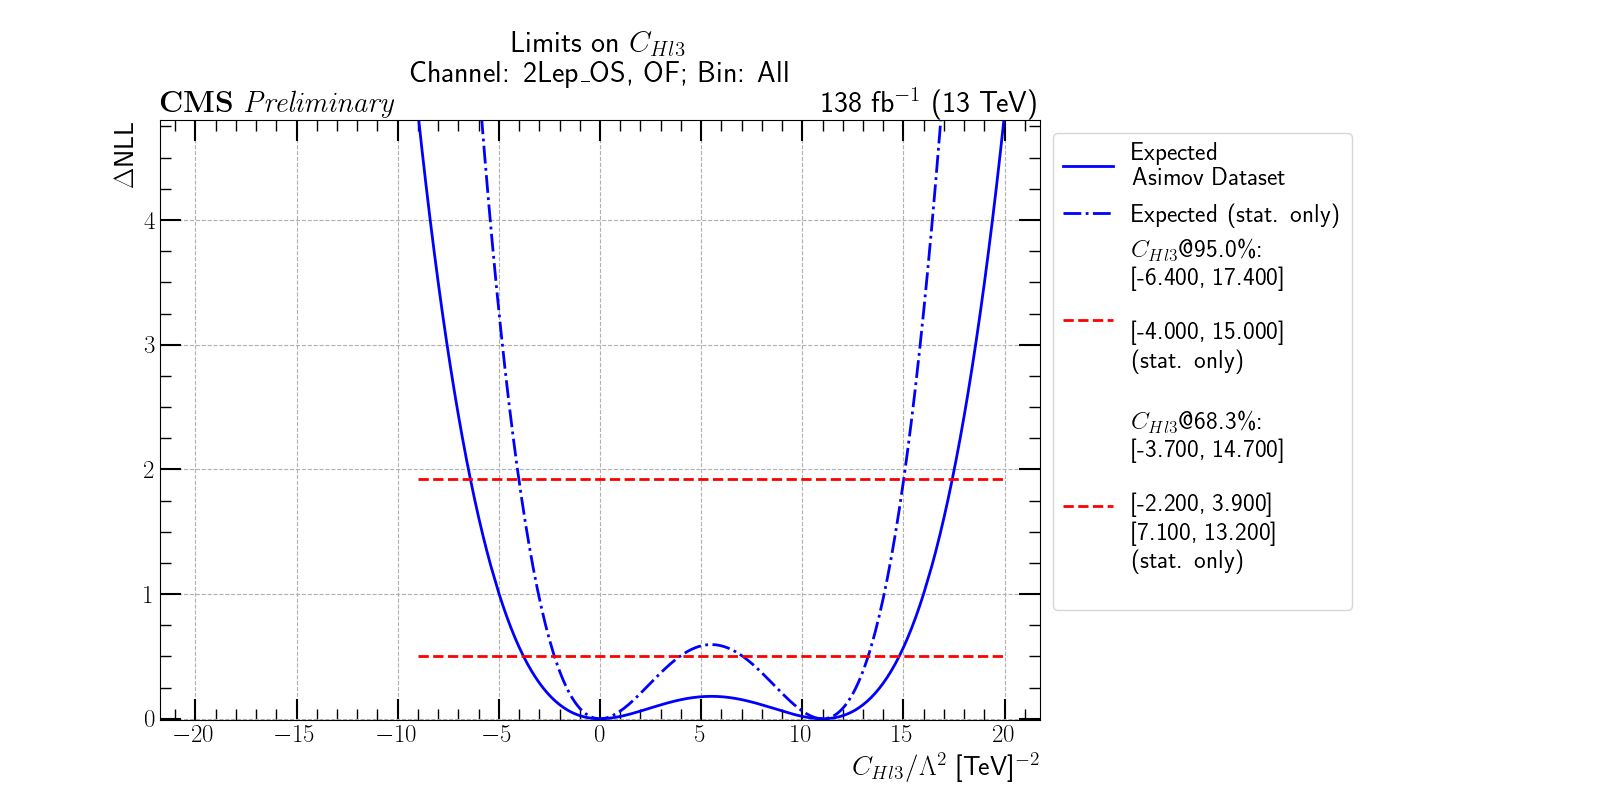 Limits on C_{Hl3}
Channel: 2Lep_OS, OF; Bin: All
CMS Preliminary
138 fb⁻¹ (13 TeV)
ΔNLL
4
3
2
1
0
−20 −15 −10 −5 0 5 10 15 20
C_{Hl3}/Λ² [TeV]⁻²
Expected
Asimov Dataset
Expected (stat. only)
C_{Hl3}@95.0%:
[-6.400, 17.400]
[-4.000, 15.000]
(stat. only)
C_{Hl3}@68.3%:
[-3.700, 14.700]
[-2.200, 3.900]
[7.100, 13.200]
(stat. only)